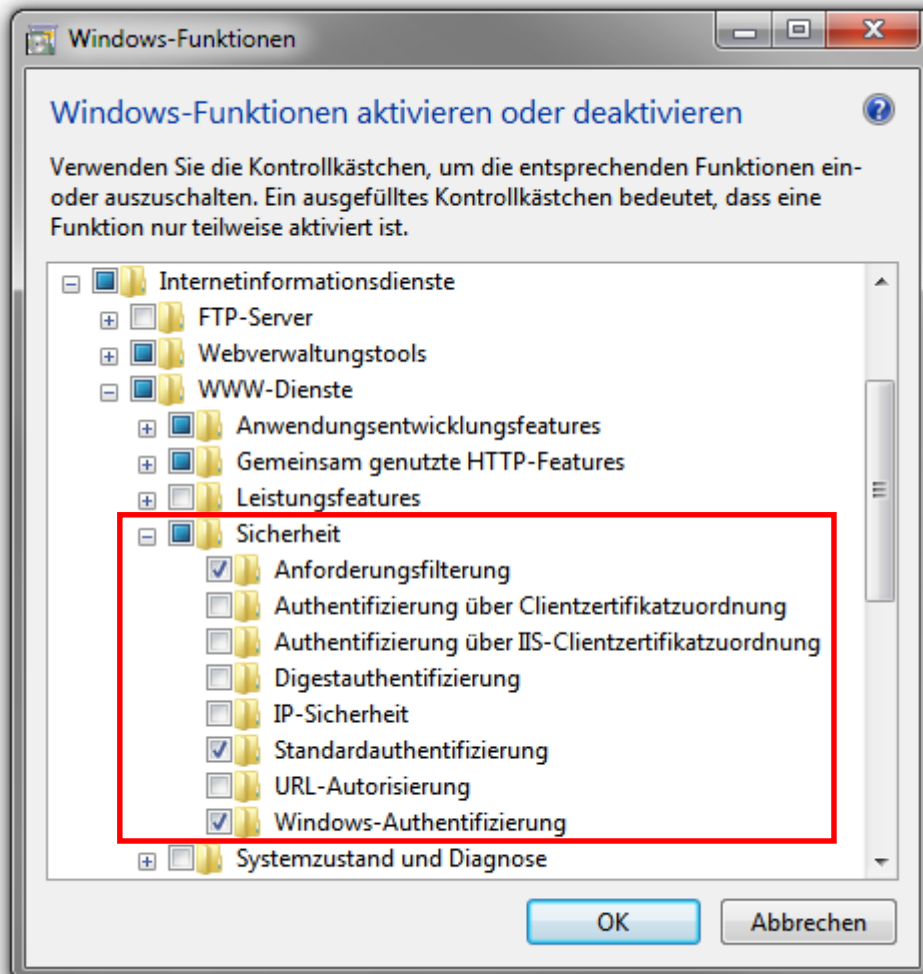 Windows-Funktionen
Windows-Funktionen aktivieren oder deaktivieren
Verwenden Sie die Kontrollkästchen, um die entsprechenden Funktionen ein-
oder auszuschalten. Ein ausgefülltes Kontrollkästchen bedeutet, dass eine
Funktion nur teilweise aktiviert ist.
Internetinformationsdienste
FTP-Server
Webverwaltungstools
WWW-Dienste
Anwendungsentwicklungsfeatures
Gemeinsam genutzte HTTP-Features
Leistungsfeatures
Sicherheit
Anforderungsfilterung
Authentifizierung über Clientzertifikatzuordnung
Authentifizierung über IIS-Clientzertifikatzuordnung
Digestauthentifizierung
IP-Sicherheit
Standardauthentifizierung
URL-Autorisierung
Windows-Authentifizierung
Systemzustand und Diagnose
OK Abbrechen